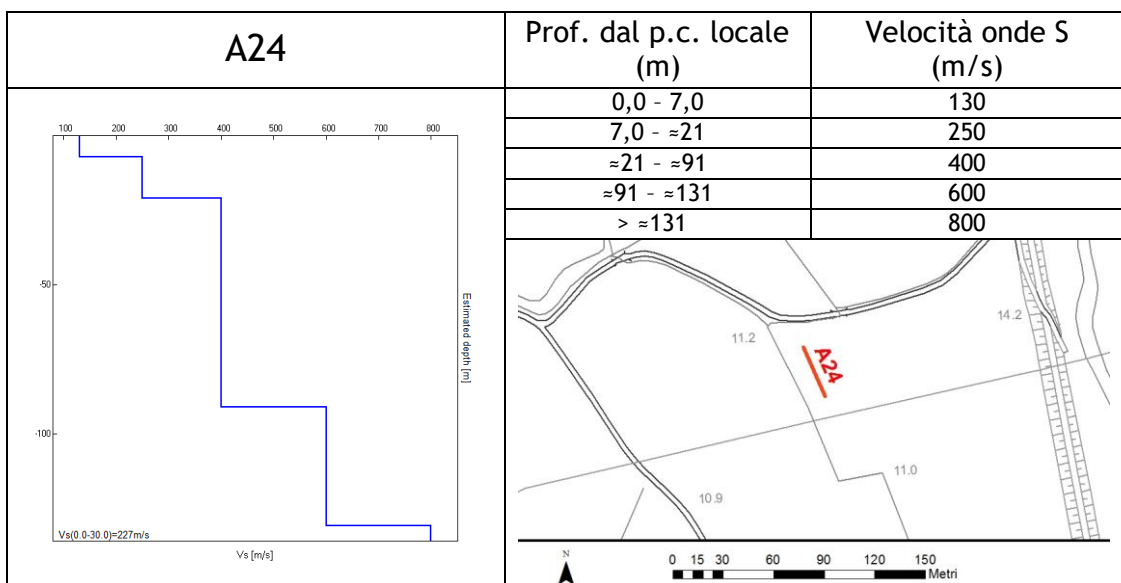 A24
Prof. dal p.c. locale
(m)
Velocità onde S
(m/s)
0,0 – 7,0 130
7,0 – ≈21 250
≈21 – ≈91 400
≈91 – ≈131 600
> ≈131 800
100 200 300 400 500 600 700 800
-50
-100
Estimated depth [m]
Vs(0.0-30.0)=227m/s
Vs [m/s]
11.2
A24
14.2
11.0
10.9
N
0 15 30 60 90 120 150
Metri